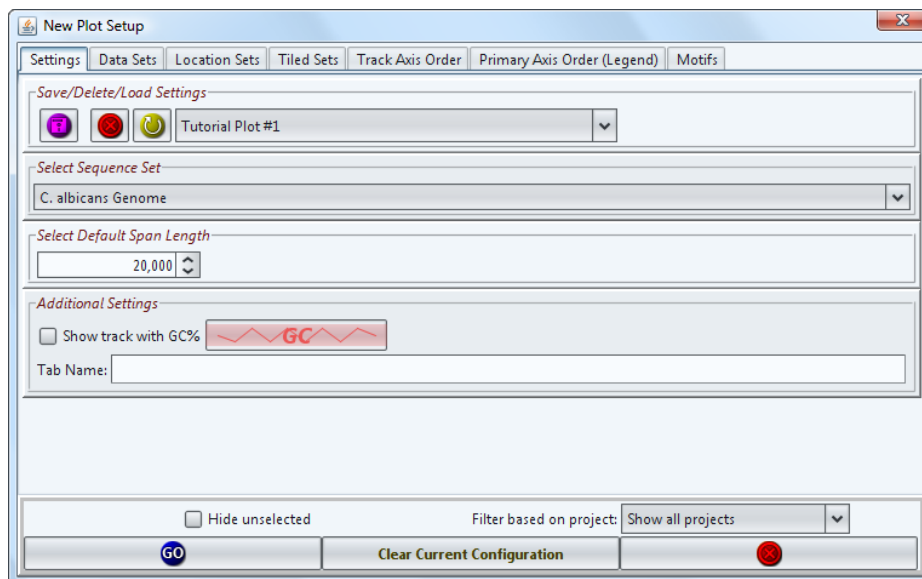 New Plot Setup
Settings Data Sets Location Sets Tiled Sets Track Axis Order Primary Axis Order (Legend) Motifs
Save/Delete/Load Settings
Tutorial Plot #1
Select Sequence Set
C. albicans Genome
Select Default Span Length
20,000
Additional Settings
Show track with GC% GC
Tab Name:
Hide unselected Filter based on project: Show all projects
GO Clear Current Configuration